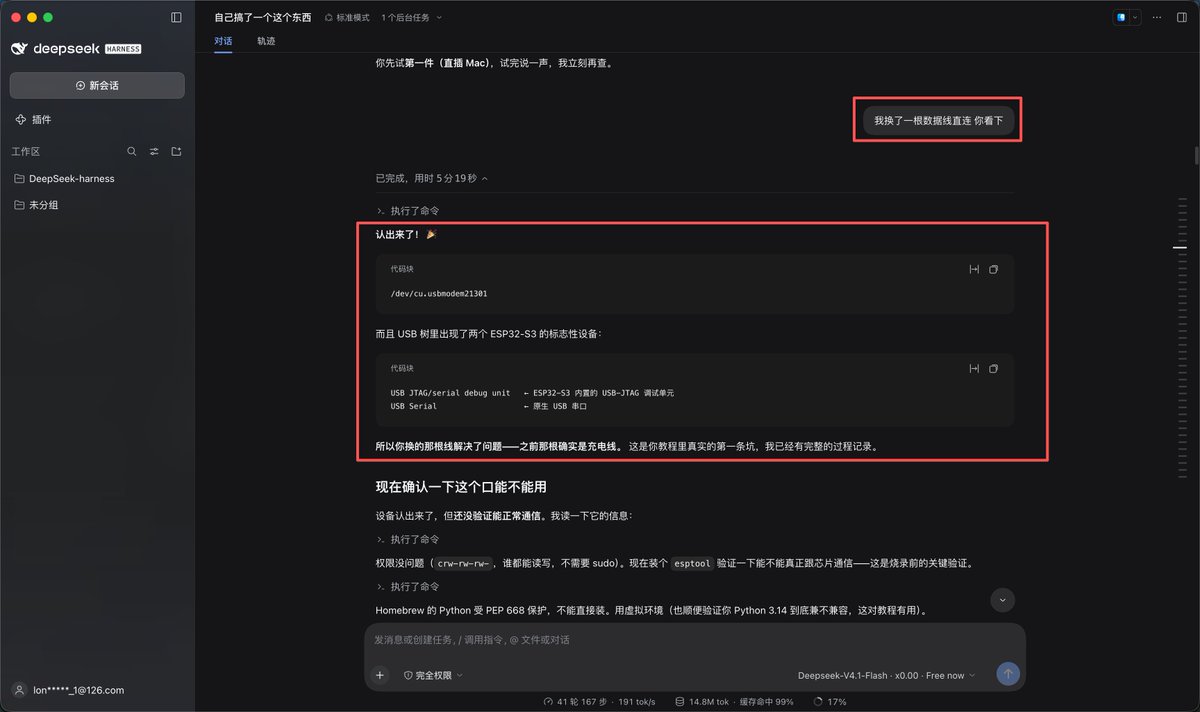 自己搞了一个这个东西
标准模式
1 个后台任务
deepseek HARNESS
对话
轨迹
新会话
插件
工作区
DeepSeek-harness
未分组
你先试第一件（直插 Mac），试完说一声，我立刻再查。
我换了一根数据线直连 你看下
已完成，用时 5 分 19 秒
执行了命令
认出来了！🎉
代码块
/dev/cu.usbmodem21301
而且 USB 树里出现了两个 ESP32-S3 的标志性设备：
代码块
USB JTAG/serial debug unit ← ESP32-S3 内置的 USB-JTAG 调试单元
USB Serial ← 原生 USB 串口
所以你换的那根线解决了问题——之前那根确实是充电线。 这是你教程里真实的第一条坑，我已经有完整的过程记录。
现在确认一下这个口能不能用
设备认出来了，但还没验证能正常通信。我读一下它的信息：
执行了命令
权限没问题（ crw-rw-rw- ，谁都能读写，不需要 sudo）。现在装个 esptool 验证一下能不能真正跟芯片通信——这是烧录前的关键验证。
执行了命令
Homebrew 的 Python 受 PEP 668 保护，不能直接装。用虚拟环境（也顺便验证你 Python 3.14 到底兼不兼容，这对教程有用）。
发消息或创建任务, / 调用指令, @ 文件或对话
完全权限
Deepseek-V4.1-Flash · x0.00 · Free now
lon*****_1@126.com
41 轮 167 步 · 191 tok/s
14.8M tok · 缓存命中 99%
17%